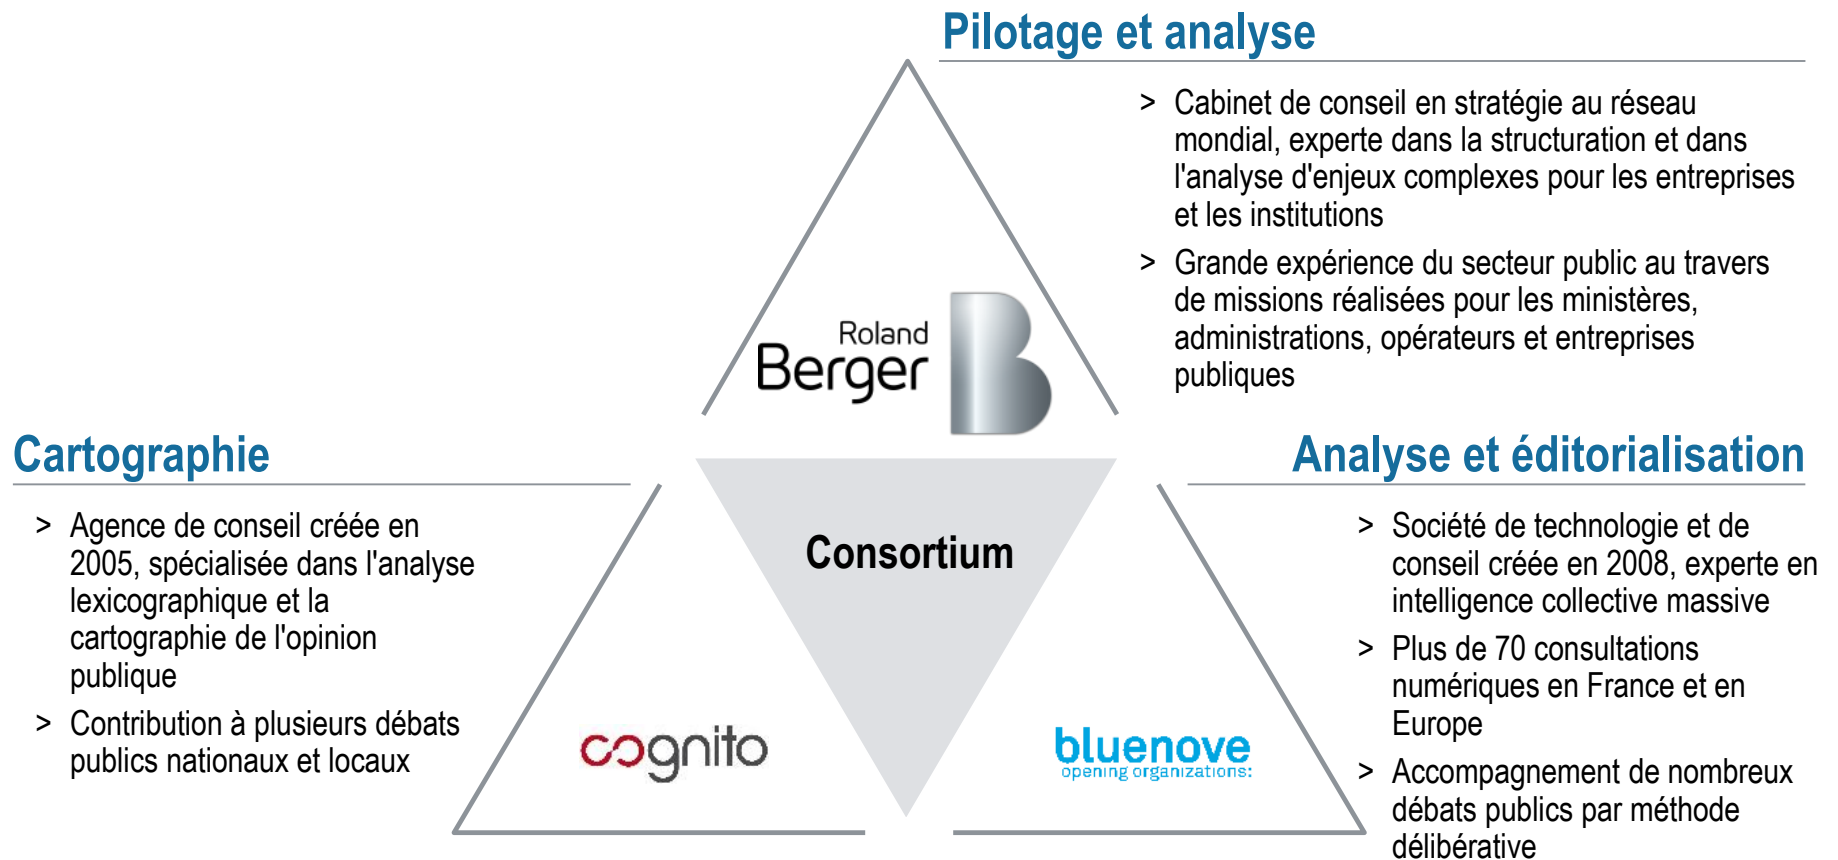 Pilotage et analyse
> Cabinet de conseil en stratégie au réseau
mondial, experte dans la structuration et dans
l'analyse d'enjeux complexes pour les entreprises
et les institutions
> Grande expérience du secteur public au travers
de missions réalisées pour les ministères,
administrations, opérateurs et entreprises
publiques
Roland
Berger
B
Cartographie
> Agence de conseil créée en
2005, spécialisée dans l'analyse
lexicographique et la
cartographie de l'opinion
publique
> Contribution à plusieurs débats
publics nationaux et locaux
cognito
Consortium
Analyse et éditorialisation
> Société de technologie et de
conseil créée en 2008, experte en
intelligence collective massive
> Plus de 70 consultations
numériques en France et en
Europe
> Accompagnement de nombreux
débats publics par méthode
délibérative
bluenove
opening organizations: